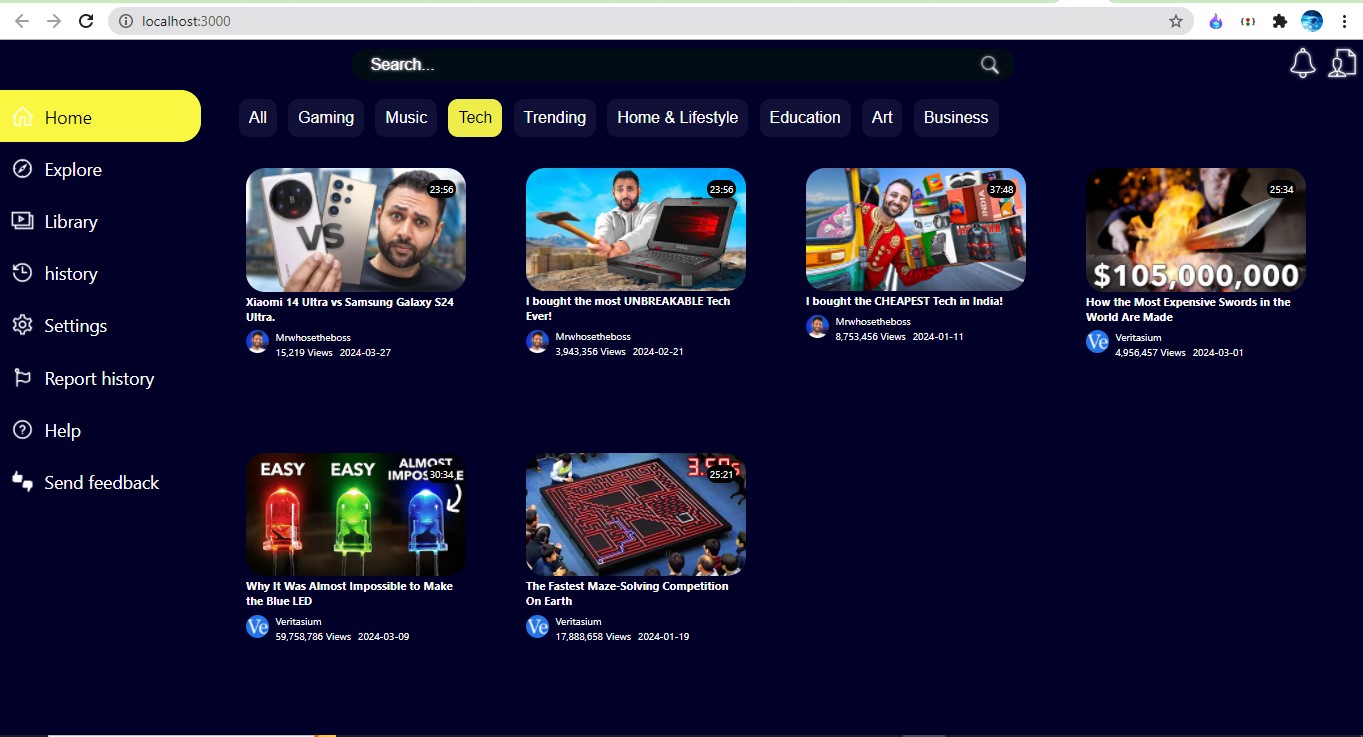 localhost:3000
Search...
Home
Explore
Library
history
Settings
Report history
Help
Send feedback
All Gaming Music Tech Trending Home & Lifestyle Education Art Business
VS
23:56
Xiaomi 14 Ultra vs Samsung Galaxy S24
Ultra.
Mrwhosetheboss
15,219 Views 2024-03-27
23:56
DELL
I bought the most UNBREAKABLE Tech
Ever!
Mrwhosetheboss
3,943,356 Views 2024-02-21
37:48
I bought the CHEAPEST Tech in India!
Mrwhosetheboss
8,753,456 Views 2024-01-11
25:34
$105,000,000
How the Most Expensive Swords in the
World Are Made
Ve
Veritasium
4,956,457 Views 2024-03-01
EASY EASY ALMOST
30:34
Why It Was Almost Impossible to Make
the Blue LED
Ve
Veritasium
59,758,786 Views 2024-03-09
25:21
The Fastest Maze-Solving Competition
On Earth
Ve
Veritasium
17,888,658 Views 2024-01-19